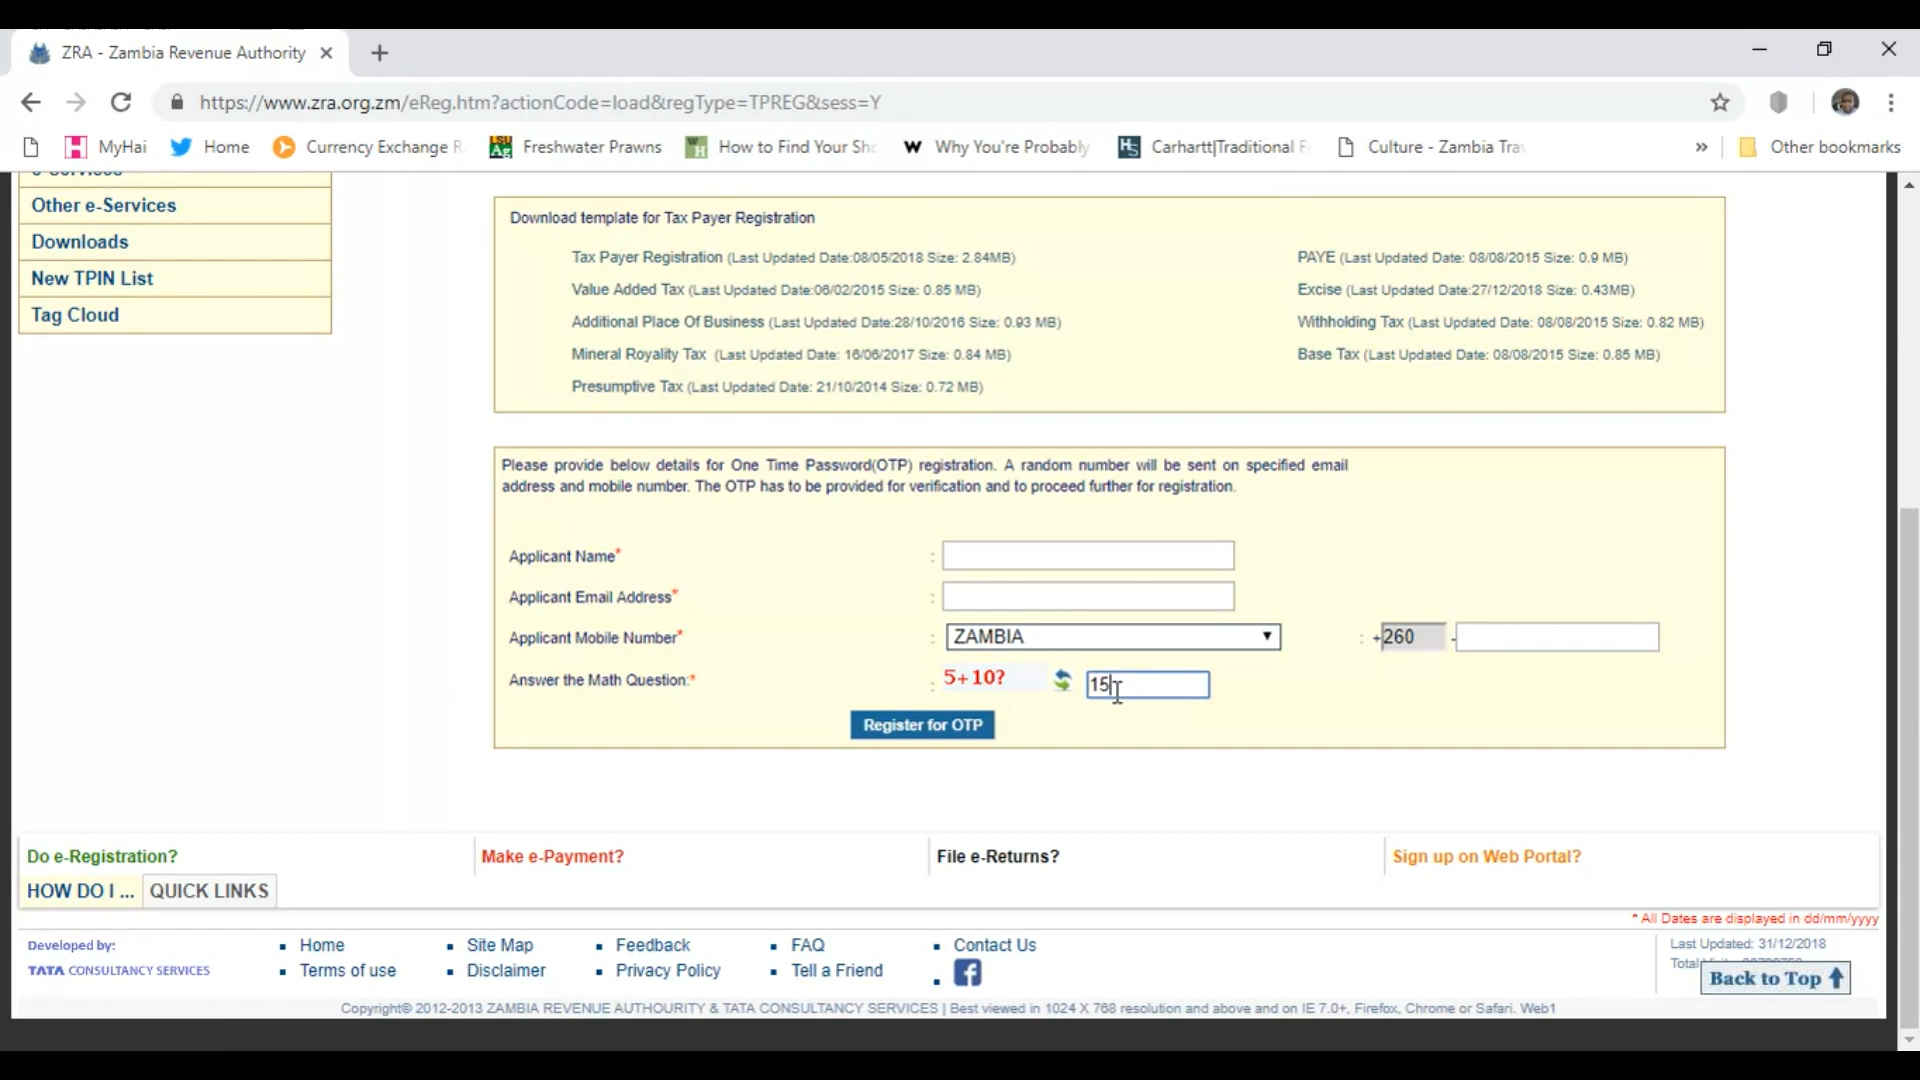 ZRA - Zambia Revenue Authority
https://www.zra.org.zm/eReg.htm?actionCode=load&regType=TPREG&sess=Y
MyHai Home Currency Exchange R Freshwater Prawns How to Find Your Sho Why You're Probably Carhartt|Traditional F Culture - Zambia Trav » Other bookmarks
e-Services
Other e-Services
Downloads
New TPIN List
Tag Cloud
Download template for Tax Payer Registration
Tax Payer Registration (Last Updated Date:08/05/2018 Size: 2.84MB)
PAYE (Last Updated Date: 08/08/2015 Size: 0.9 MB)
Value Added Tax (Last Updated Date:06/02/2015 Size: 0.85 MB)
Excise (Last Updated Date:27/12/2018 Size: 0.43MB)
Additional Place Of Business (Last Updated Date:28/10/2016 Size: 0.93 MB)
Withholding Tax (Last Updated Date: 08/08/2015 Size: 0.82 MB)
Mineral Royality Tax (Last Updated Date: 16/06/2017 Size: 0.84 MB)
Base Tax (Last Updated Date: 08/08/2015 Size: 0.85 MB)
Presumptive Tax (Last Updated Date: 21/10/2014 Size: 0.72 MB)
Please provide below details for One Time Password(OTP) registration. A random number will be sent on specified email
address and mobile number. The OTP has to be provided for verification and to proceed further for registration.
Applicant Name* :
Applicant Email Address* :
Applicant Mobile Number* : ZAMBIA : +260 -
Answer the Math Question:* : 5+10? 15
Register for OTP
Do e-Registration? Make e-Payment? File e-Returns? Sign up on Web Portal?
HOW DO I ... QUICK LINKS
* All Dates are displayed in dd/mm/yyyy
Developed by:
TATA CONSULTANCY SERVICES
Home Site Map Feedback FAQ Contact Us
Terms of use Disclaimer Privacy Policy Tell a Friend
Last Updated: 31/12/2018
Total
Back to Top
Copyright© 2012-2013 ZAMBIA REVENUE AUTHOURITY & TATA CONSULTANCY SERVICES | Best viewed in 1024 X 768 resolution and above and on IE 7.0+, Firefox, Chrome or Safari. Web1